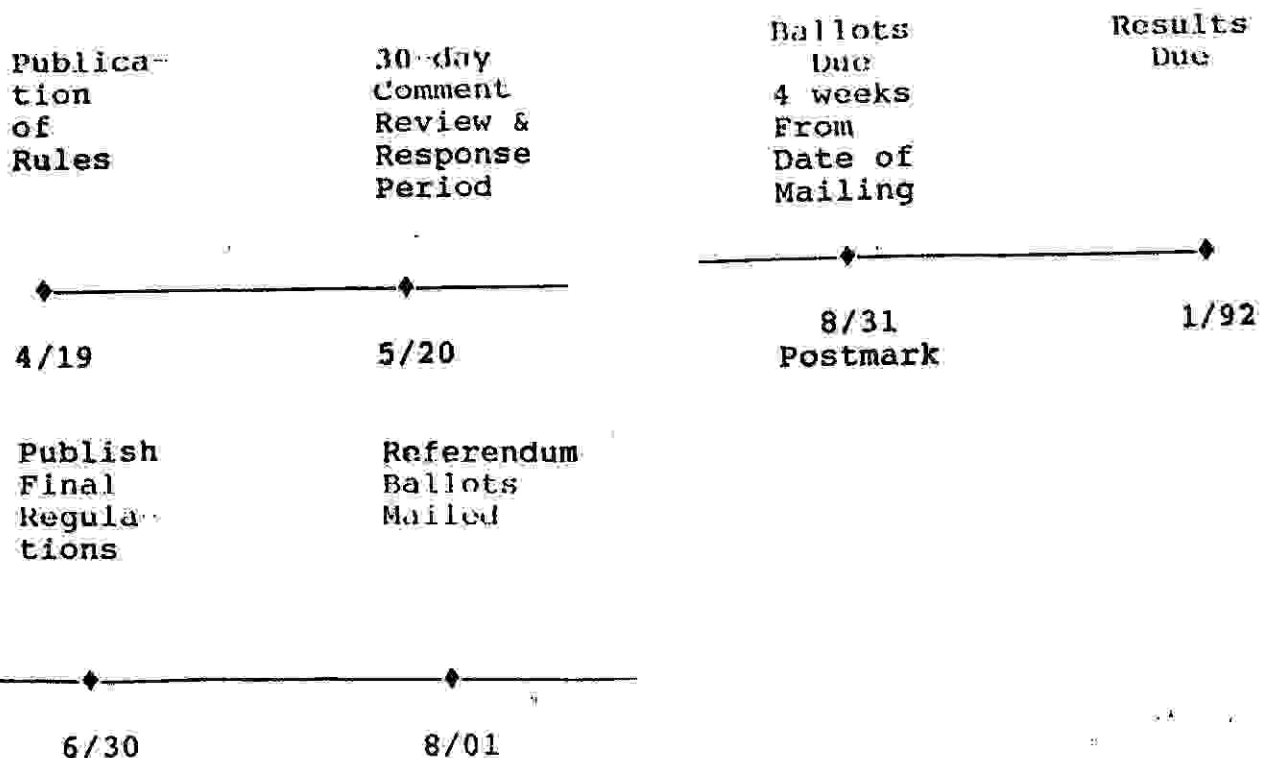 Publica-
tion
of
Rules
30-day
Comment
Review &
Response
Period
4/19
5/20
Publish
Final
Regula-
tions
Referendum
Ballots
Mailed
6/30
8/01
Ballots
Due
4 weeks
From
Date of
Mailing
Results
Due
8/31
Postmark
1/92